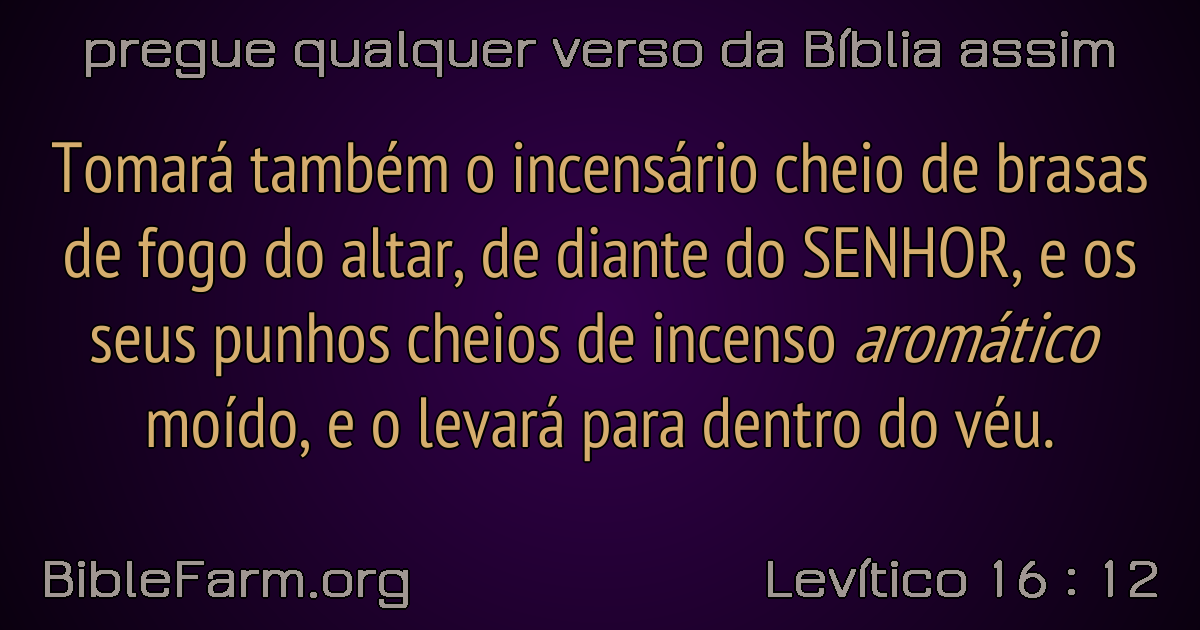 pregue qualquer verso da Bíblia assim
Tomará também o incensário cheio de brasas
de fogo do altar, de diante do SENHOR, e os
seus punhos cheios de incenso aromático
moído, e o levará para dentro do véu.
BibleFarm.org
Levítico 16 : 12